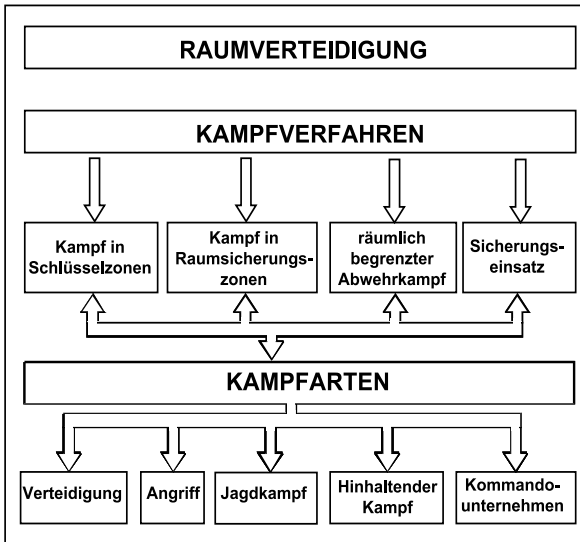 RAUMVERTEIDIGUNG
KAMPFVERFAHREN
Kampf in
Schlüsselzonen
Kampf in
Raumsicherungs-
zonen
räumlich
begrenzter
Abwehrkampf
Sicherungs-
einsatz
KAMPFARTEN
Verteidigung
Angriff
Jagdkampf
Hinhaltender
Kampf
Kommando-
unternehmen